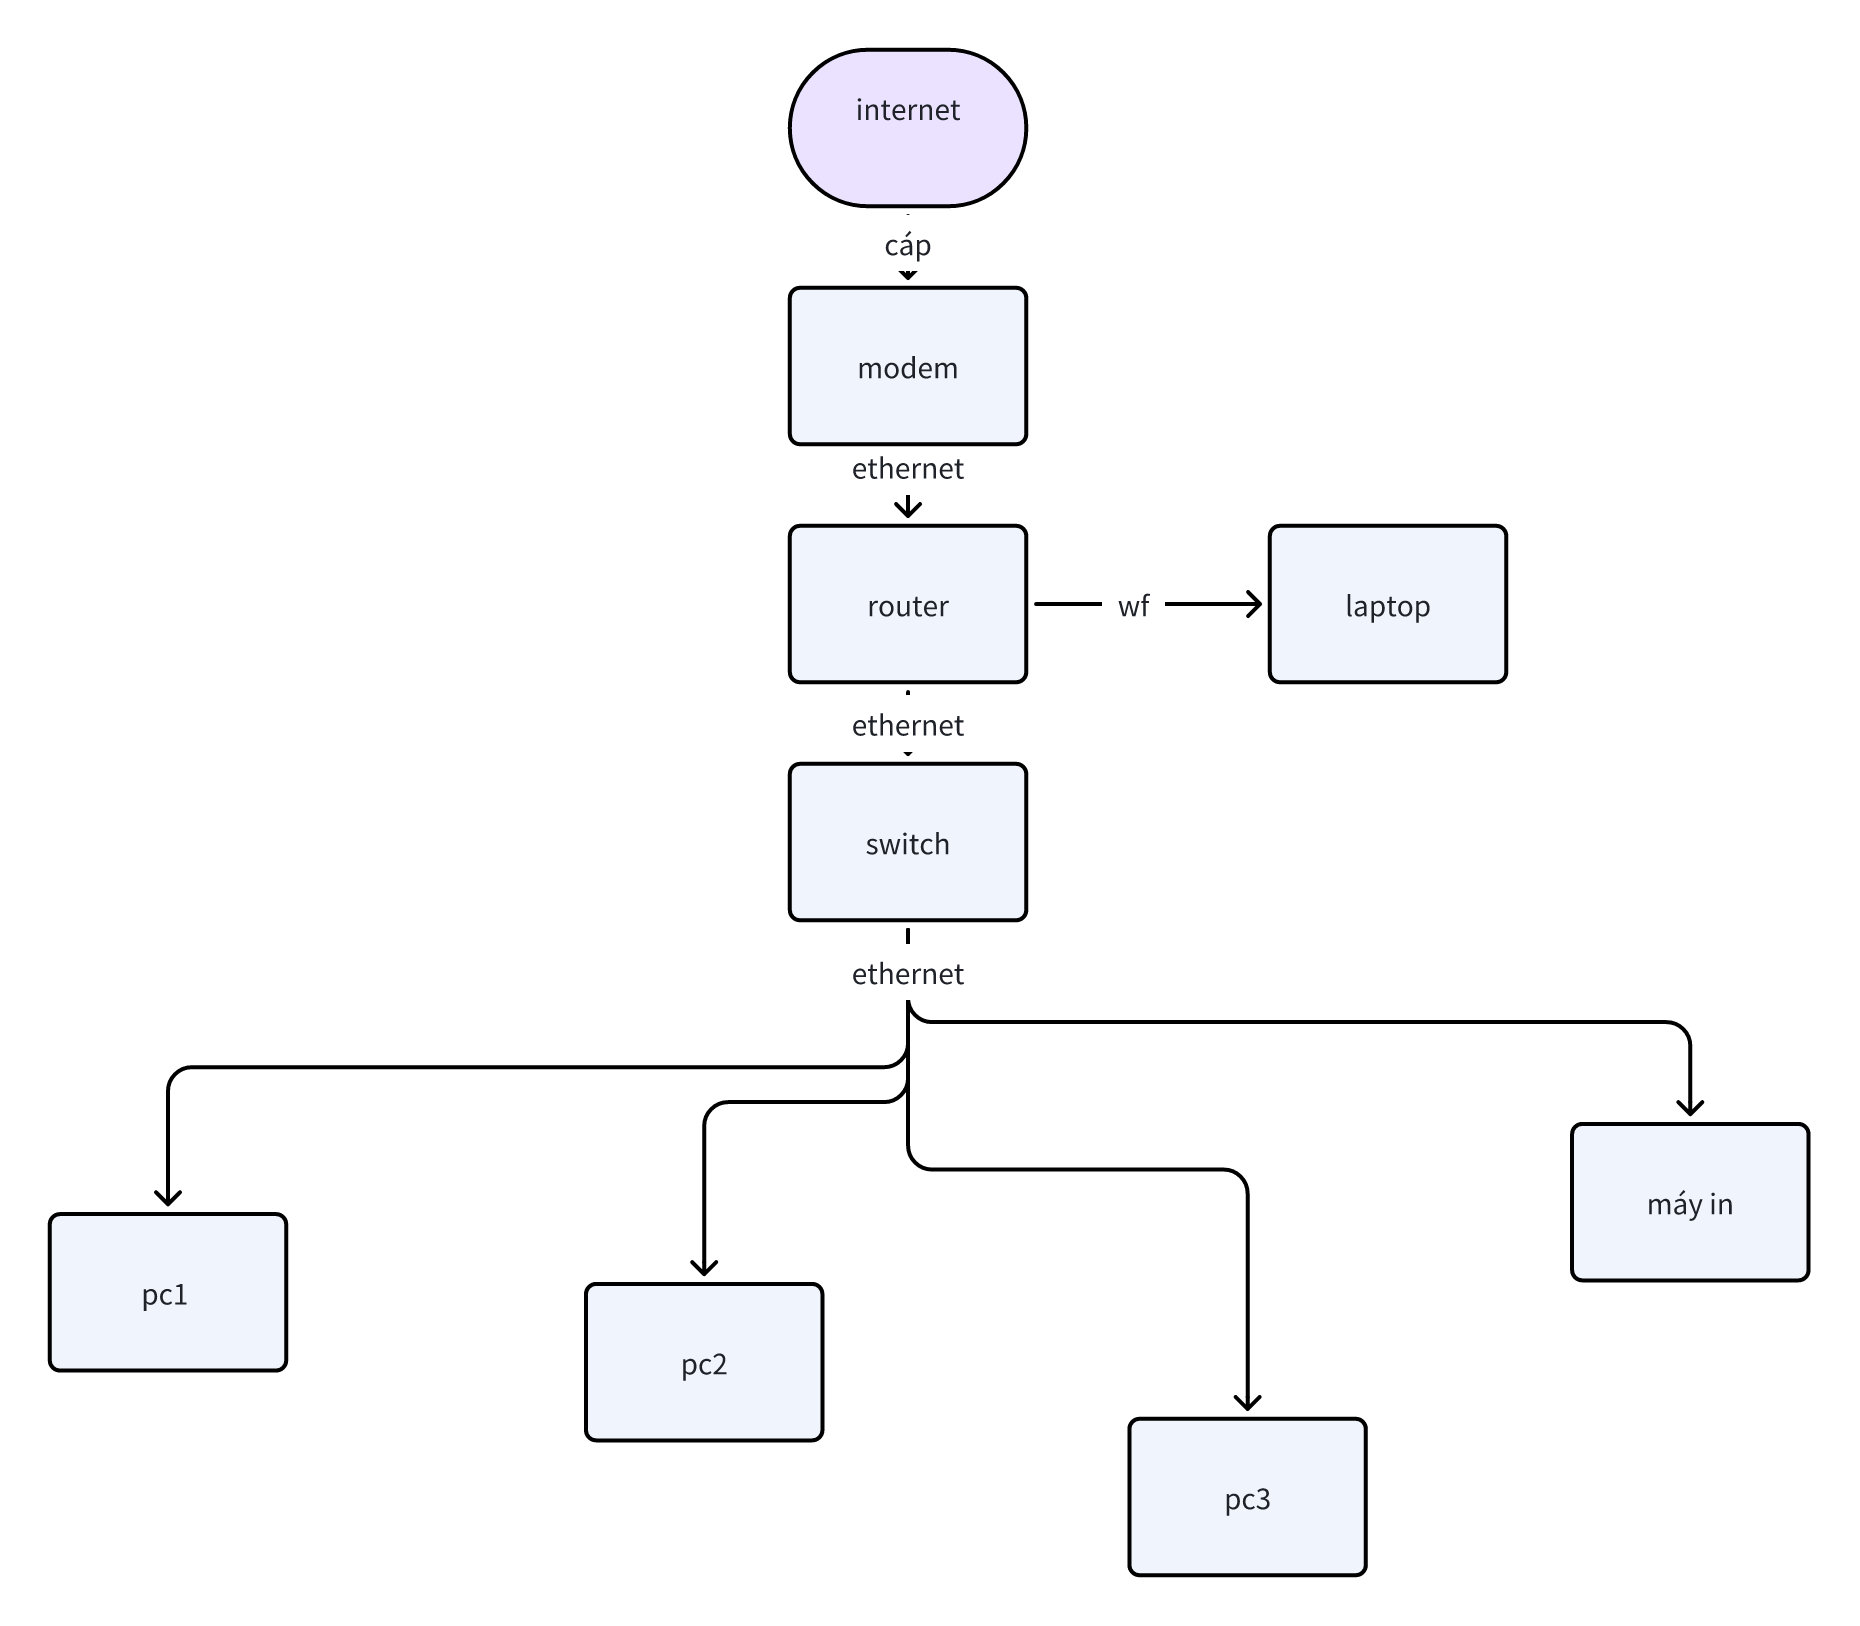 internet
cáp
modem
ethernet
router
wf
laptop
ethernet
switch
ethernet
máy in
pc1
pc2
pc3